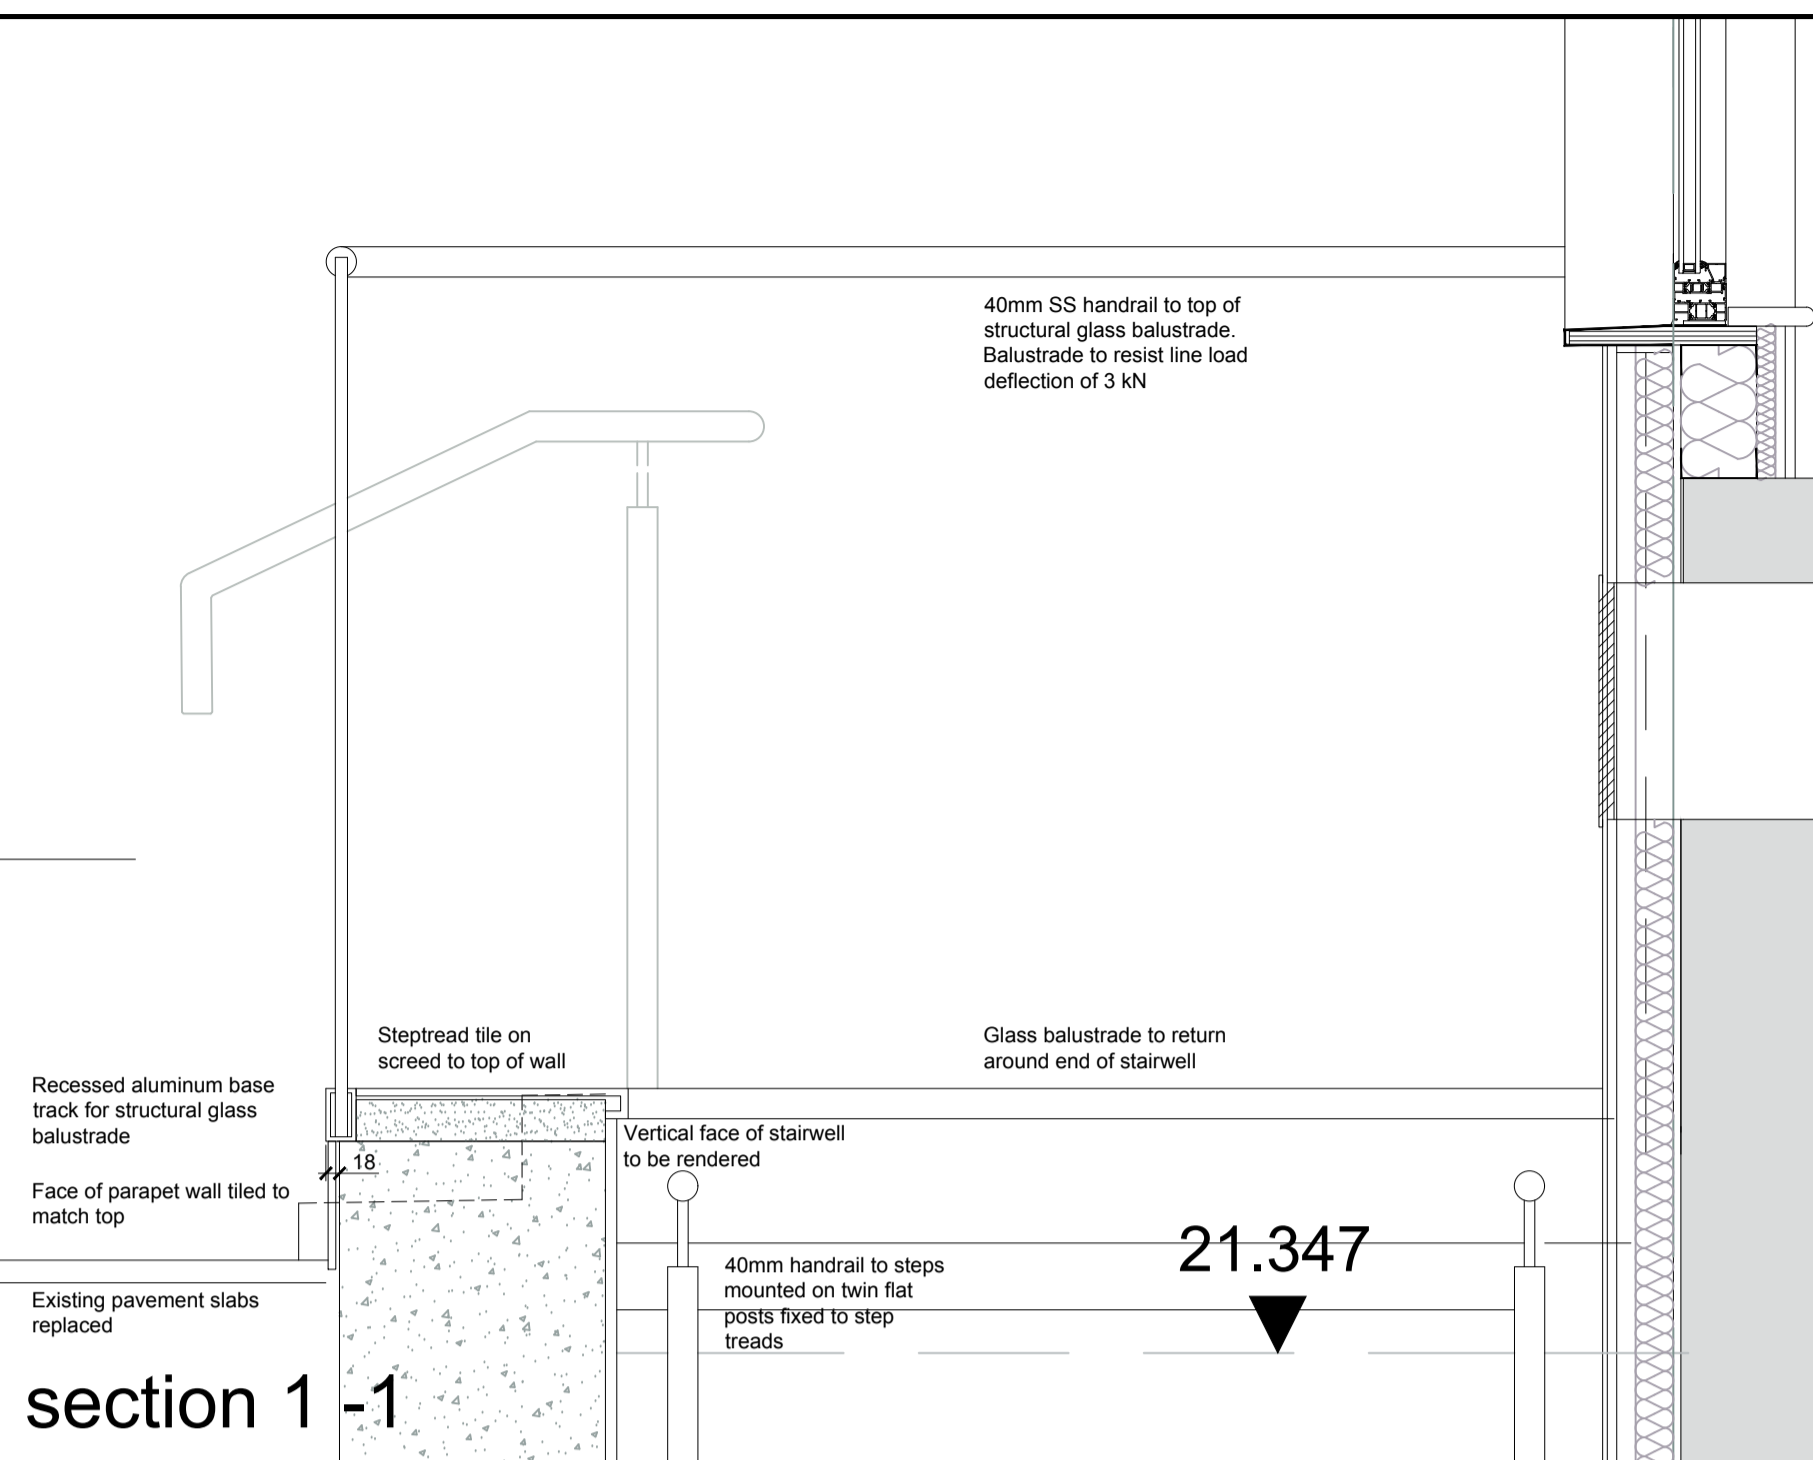 40mm SS handrail to top of
structural glass balustrade.
Balustrade to resist line load
deflection of 3 kN
Steptread tile on
screed to top of wall
Glass balustrade to return
around end of stairwell
Recessed aluminum base
track for structural glass
balustrade
Vertical face of stairwell
to be rendered
18
Face of parapet wall tiled to
match top
21.347
40mm handrail to steps
mounted on twin flat
posts fixed to step
treads
Existing pavement slabs
replaced
section 1 -1